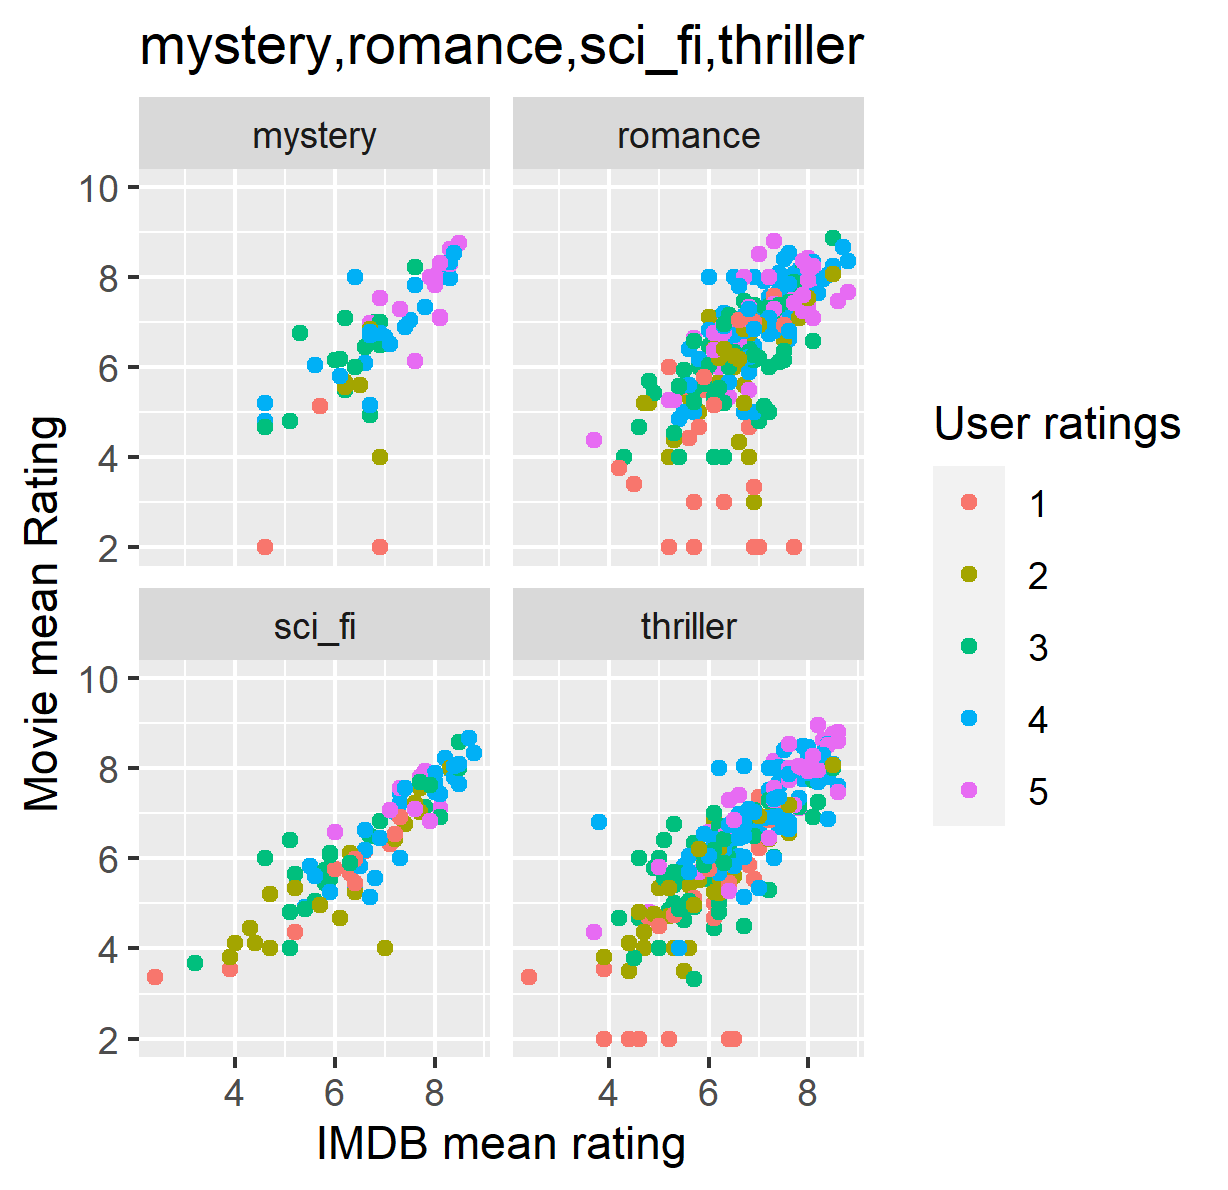 mystery,romance,sci_fi,thriller
mystery
romance
10
8
6
4
2
sci_fi
thriller
10
8
6
4
2
4
6
8
4
6
8
IMDB mean rating
Movie mean Rating
User ratings
1
2
3
4
5